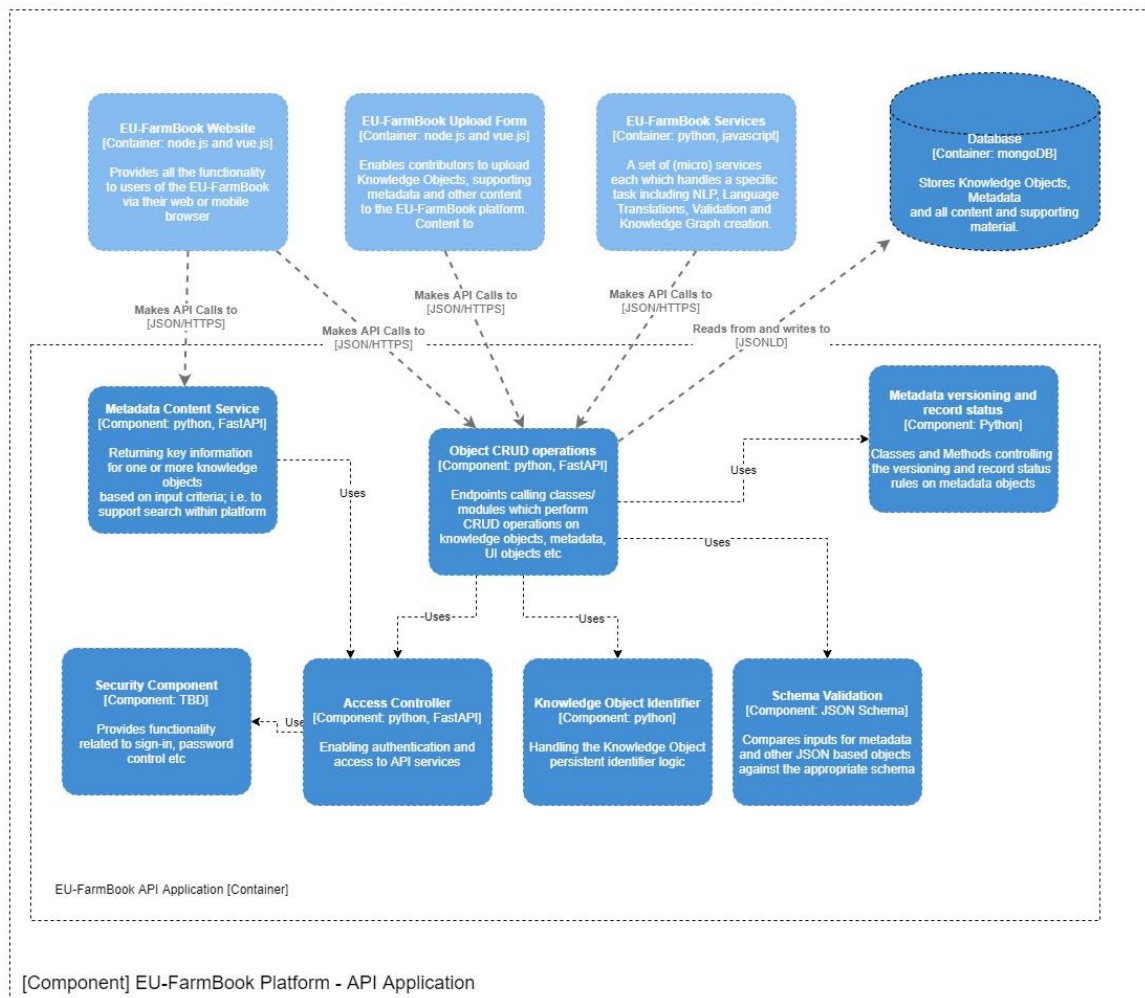 EU-FarmBook Website
[Container: node.js and vue.js]
Provides all the functionality
to users of the EU-FarmBook
via their web or mobile
browser
EU-FarmBook Upload Form
[Container: node.js and vue.js]
Enables contributors to upload
Knowledge Objects, supporting
metadata and other content
to the EU-FarmBook platform.
Content to
EU-FarmBook Services
[Container: python, javascript]
A set of (micro) services
each which handles a specific
task including NLP, Language
Translations, Validation and
Knowledge Graph creation.
Database
[Container: mongoDB]
Stores Knowledge Objects,
Metadata
and all content and supporting
material.
Makes API Calls to
[JSON/HTTPS]
Makes API Calls to
[JSON/HTTPS]
Makes API Calls to
[JSON/HTTPS]
Makes API Calls to
[JSON/HTTPS]
Reads from and writes to
[JSONLD]
Metadata Content Service
[Component: python, FastAPI]
Returning key information
for one or more knowledge
objects
based on input criteria; i.e. to
support search within platform
Object CRUD operations
[Component: python, FastAPI]
Endpoints calling classes/
modules which perform
CRUD operations on
knowledge objects, metadata,
UI objects etc
Metadata versioning and
record status
[Component: Python]
Classes and Methods controlling
the versioning and record status
rules on metadata objects
Uses
Uses
Uses
Uses
Uses
Security Component
[Component: TBD]
Provides functionality
related to sign-in, password
control etc
Use
Access Controller
[Component: python, FastAPI]
Enabling authentication and
access to API services
Knowledge Object Identifier
[Component: python]
Handling the Knowledge Object
persistent identifier logic
Schema Validation
[Component: JSON Schema]
Compares inputs for metadata
and other JSON based objects
against the appropriate schema
EU-FarmBook API Application [Container]
[Component] EU-FarmBook Platform - API Application